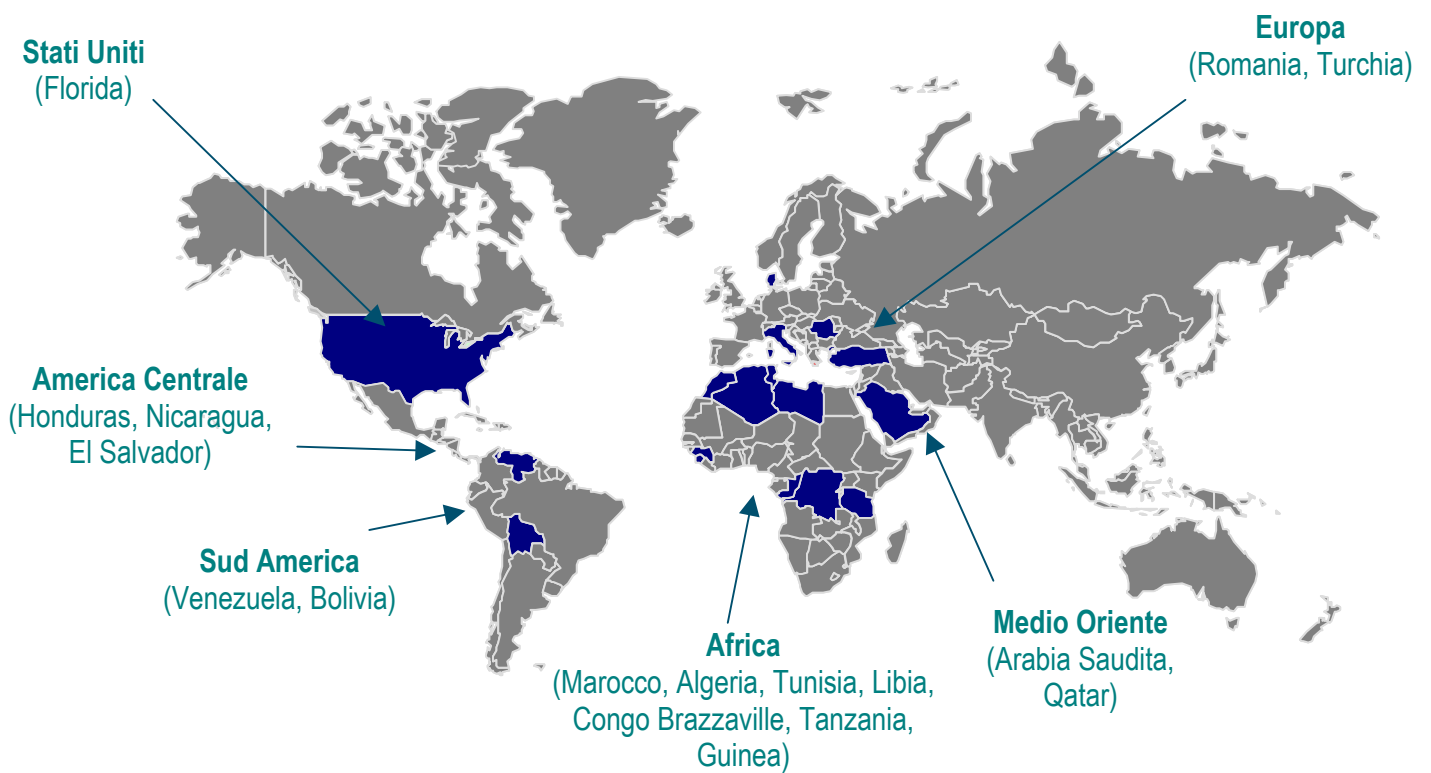 Stati Uniti
(Florida)
Europa
(Romania, Turchia)
America Centrale
(Honduras, Nicaragua,
El Salvador)
Sud America
(Venezuela, Bolivia)
Africa
(Marocco, Algeria, Tunisia, Libia,
Congo Brazzaville, Tanzania,
Guinea)
Medio Oriente
(Arabia Saudita,
Qatar)